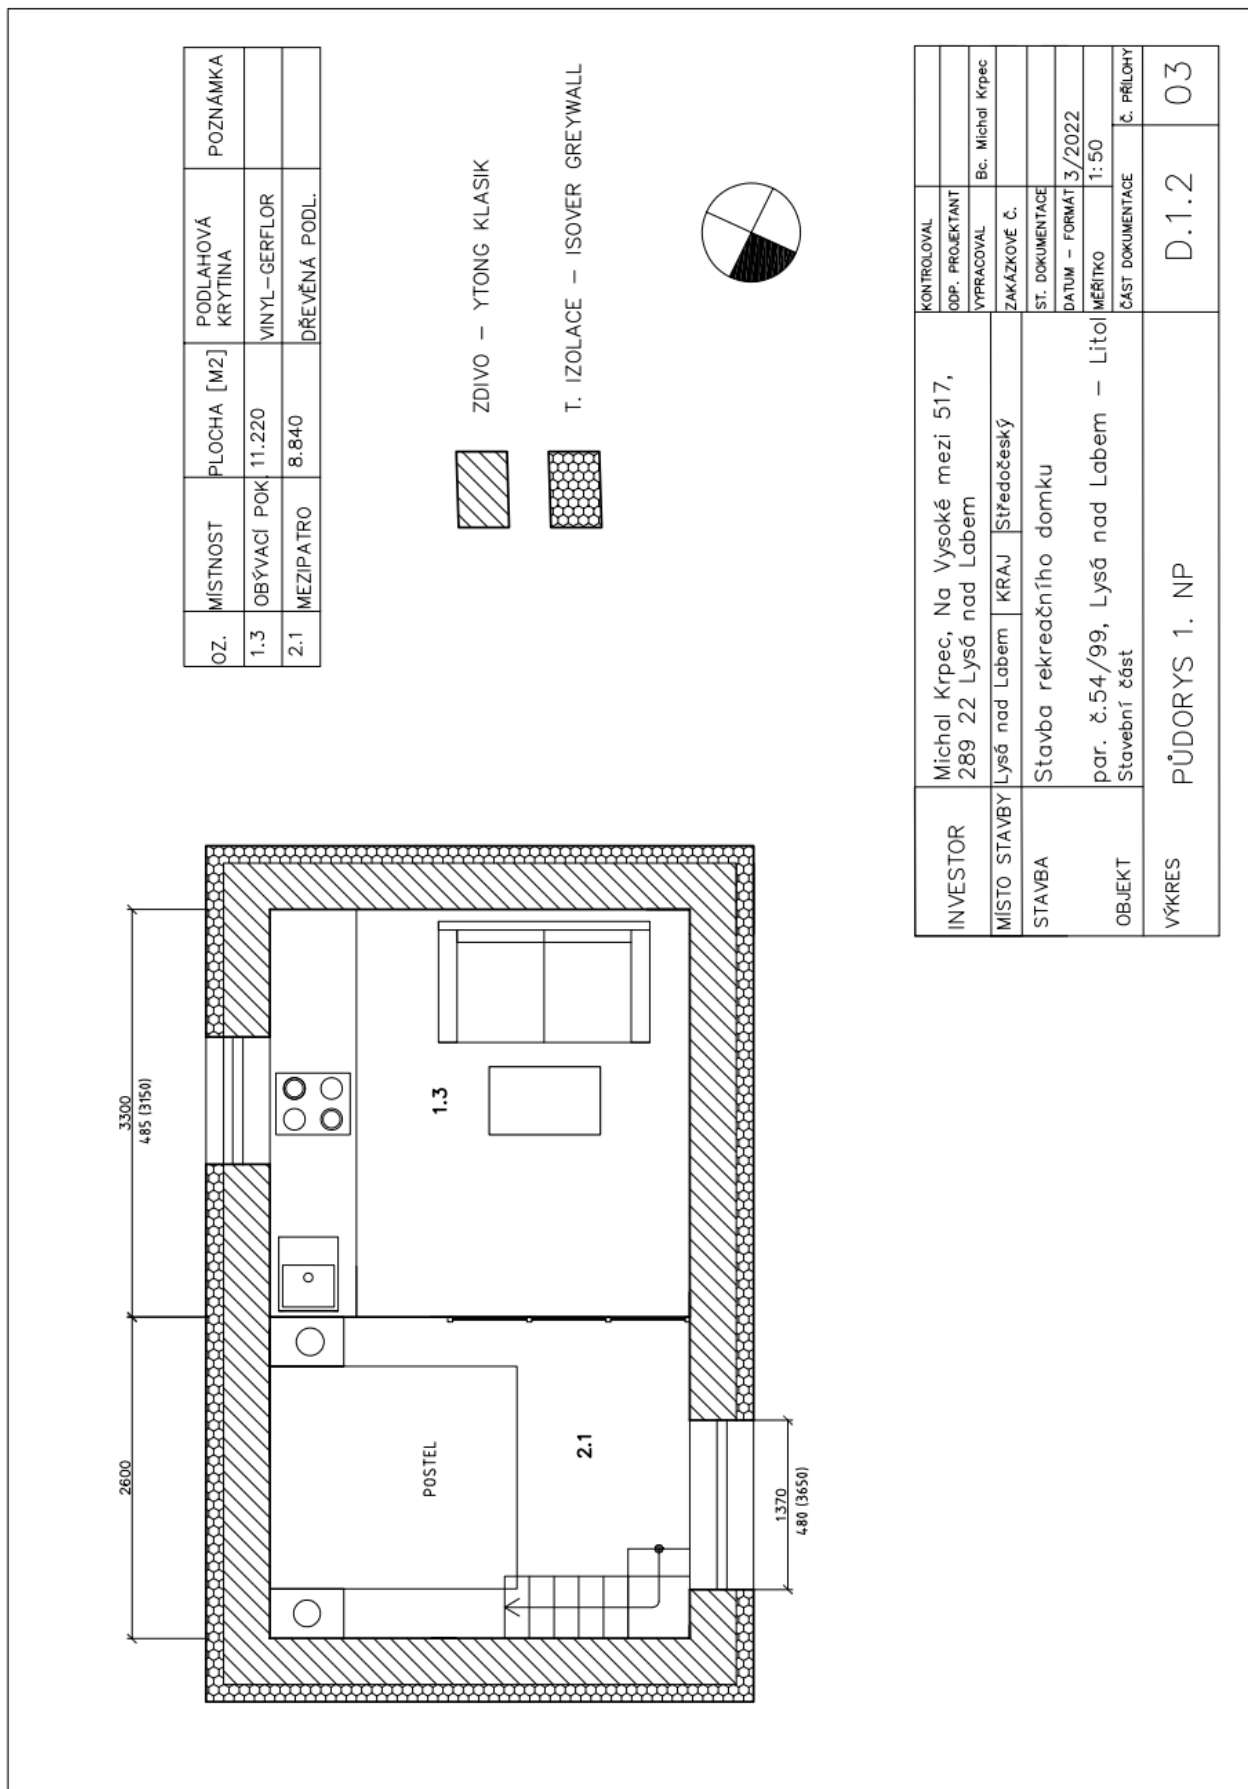 3300
485 (3150)
2600
1.3
POSTEL
2.1
1370
480 (3650)
OZ. MÍSTNOST PLOCHA [M2] PODLAHOVÁ KRYTINA POZNÁMKA
1.3 OBÝVACÍ POK. 11.220 VINYL-GERFLOR
2.1 MEZIPATRO 8.840 DŘEVĚNÁ PODL.
ZDIVO - YTONG KLASIK
T. IZOLACE - ISOVER GREYWALL
INVESTOR
Michal Krpec, Na Vysoké mezi 517,
289 22 Lysá nad Labem
MÍSTO STAVBY Lysá nad Labem KRAJ Středočeský
STAVBA
Stavba rekreačního domku
par. č.54/99, Lysá nad Labem - Litol
OBJEKT Stavební část
VÝKRES PŮDORYS 1. NP
KONTROLOVAL
ODP. PROJEKTANT
VYPRACOVAL Bc. Michal Krpec
ZAKÁZKOVÉ Č.
ST. DOKUMENTACE
DATUM - FORMÁT 3/2022
MĚŘÍTKO 1:50
ČÁST DOKUMENTACE Č. PŘÍLOHY
D.1.2 03